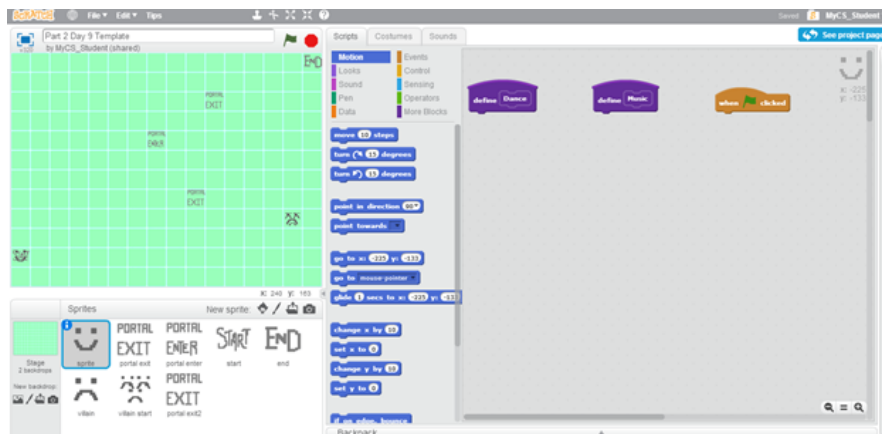 SCRATCH File Edit Tips Saved MyCS_Student
Part 2 Day 9 Template
by MyCS_Student (shared)
See project page
END
PORTAL
EXIT
PORTAL
ENTER
PORTAL
EXIT
x: 240 y: 163
Sprites New sprite:
Stage
2 backdrops
New backdrop:
sprite
PORTAL
EXIT
portal exit
PORTAL
ENTER
portal enter
START
start
END
end
villain
villain start
PORTAL
EXIT
portal exit2
Scripts Costumes Sounds
Motion Events
Looks Control
Sound Sensing
Pen Operators
Data More Blocks
move 10 steps
turn 15 degrees
turn 15 degrees
point in direction 90
point towards
go to x: -225 y: -133
go to mouse-pointer
glide 1 secs to x: -225 y: -13
change x by 10
set x to 0
change y by 10
set y to 0
if on edge, bounce
define Dance
define Music
when clicked
x: -225
y: -133
Backpack